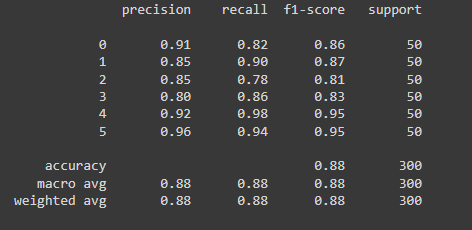 precision recall f1-score support
0 0.91 0.82 0.86 50
1 0.85 0.90 0.87 50
2 0.85 0.78 0.81 50
3 0.80 0.86 0.83 50
4 0.92 0.98 0.95 50
5 0.96 0.94 0.95 50
accuracy 0.88 300
macro avg 0.88 0.88 0.88 300
weighted avg 0.88 0.88 0.88 300